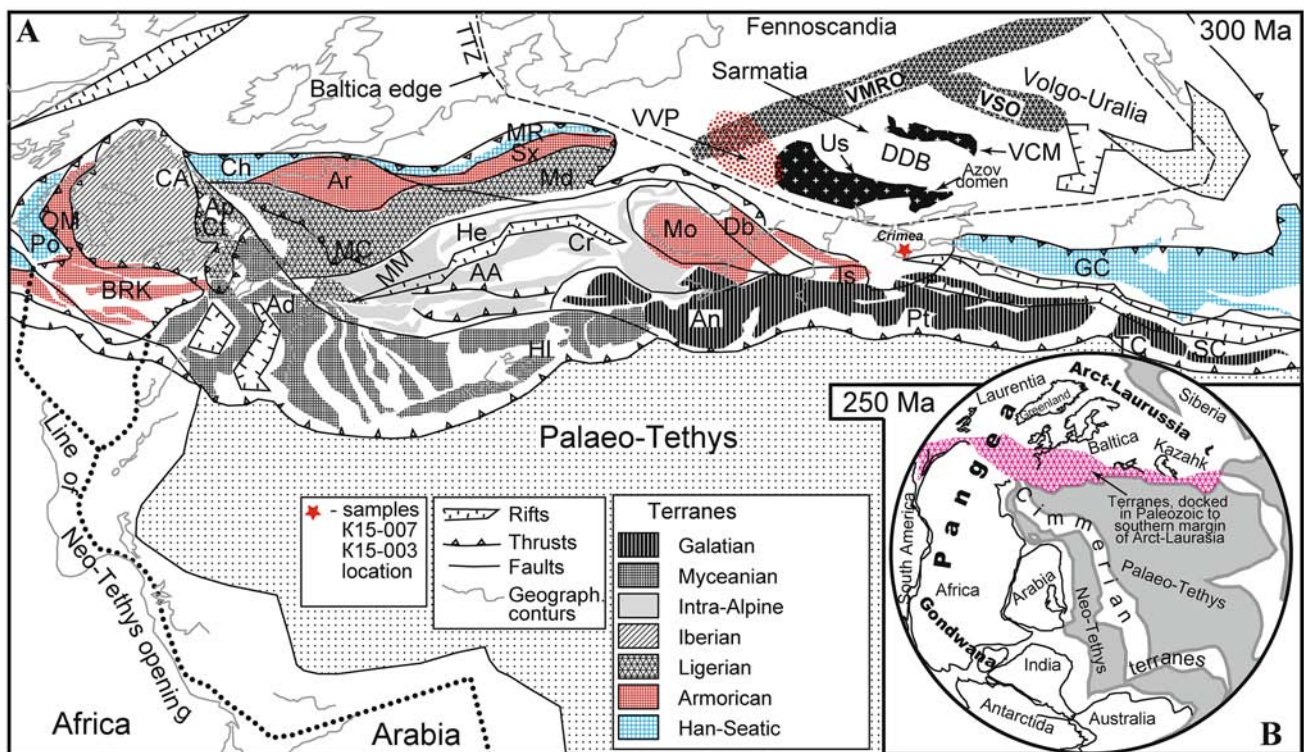 A
300 Ma
Fennoscandia
TTZ
Baltica edge
Sarmatia
VMRO
VSO
Volgo-Uralia
VVP
Us
DDB
VCM
Azov
domen
MR
Sx
Ch
Ar
Md
CA
Ap
Ct
OM
Po
MC
He
Cr
MM
AA
Mo
Db
Is
Crimea
GC
BRK
Ad
HI
An
Pt
TC
SC
Palaeo-Tethys
Line of
Neo-Tethys opening
Africa
Arabia
- samples
K15-007
K15-003
location
Rifts
Thrusts
Faults
Geograph.
conturs
Terranes
Galatian
Myceanian
Intra-Alpine
Iberian
Ligerian
Armorican
Han-Seatic
250 Ma
Laurentia
Greenland
Arct-Laurussia
Siberia
Baltica
Kazahk
Pangea
Terranes, docked
in Paleozoic to
southern margin
of Arct-Laurasia
South America
Africa
Arabia
Cimmerian
terranes
Palaeo-Tethys
Neo-Tethys
Gondwana
India
Antarctida
Australia
B